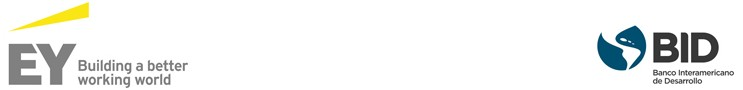 EY Building a better
working world
BID
Banco Interamericano
de Desarrollo